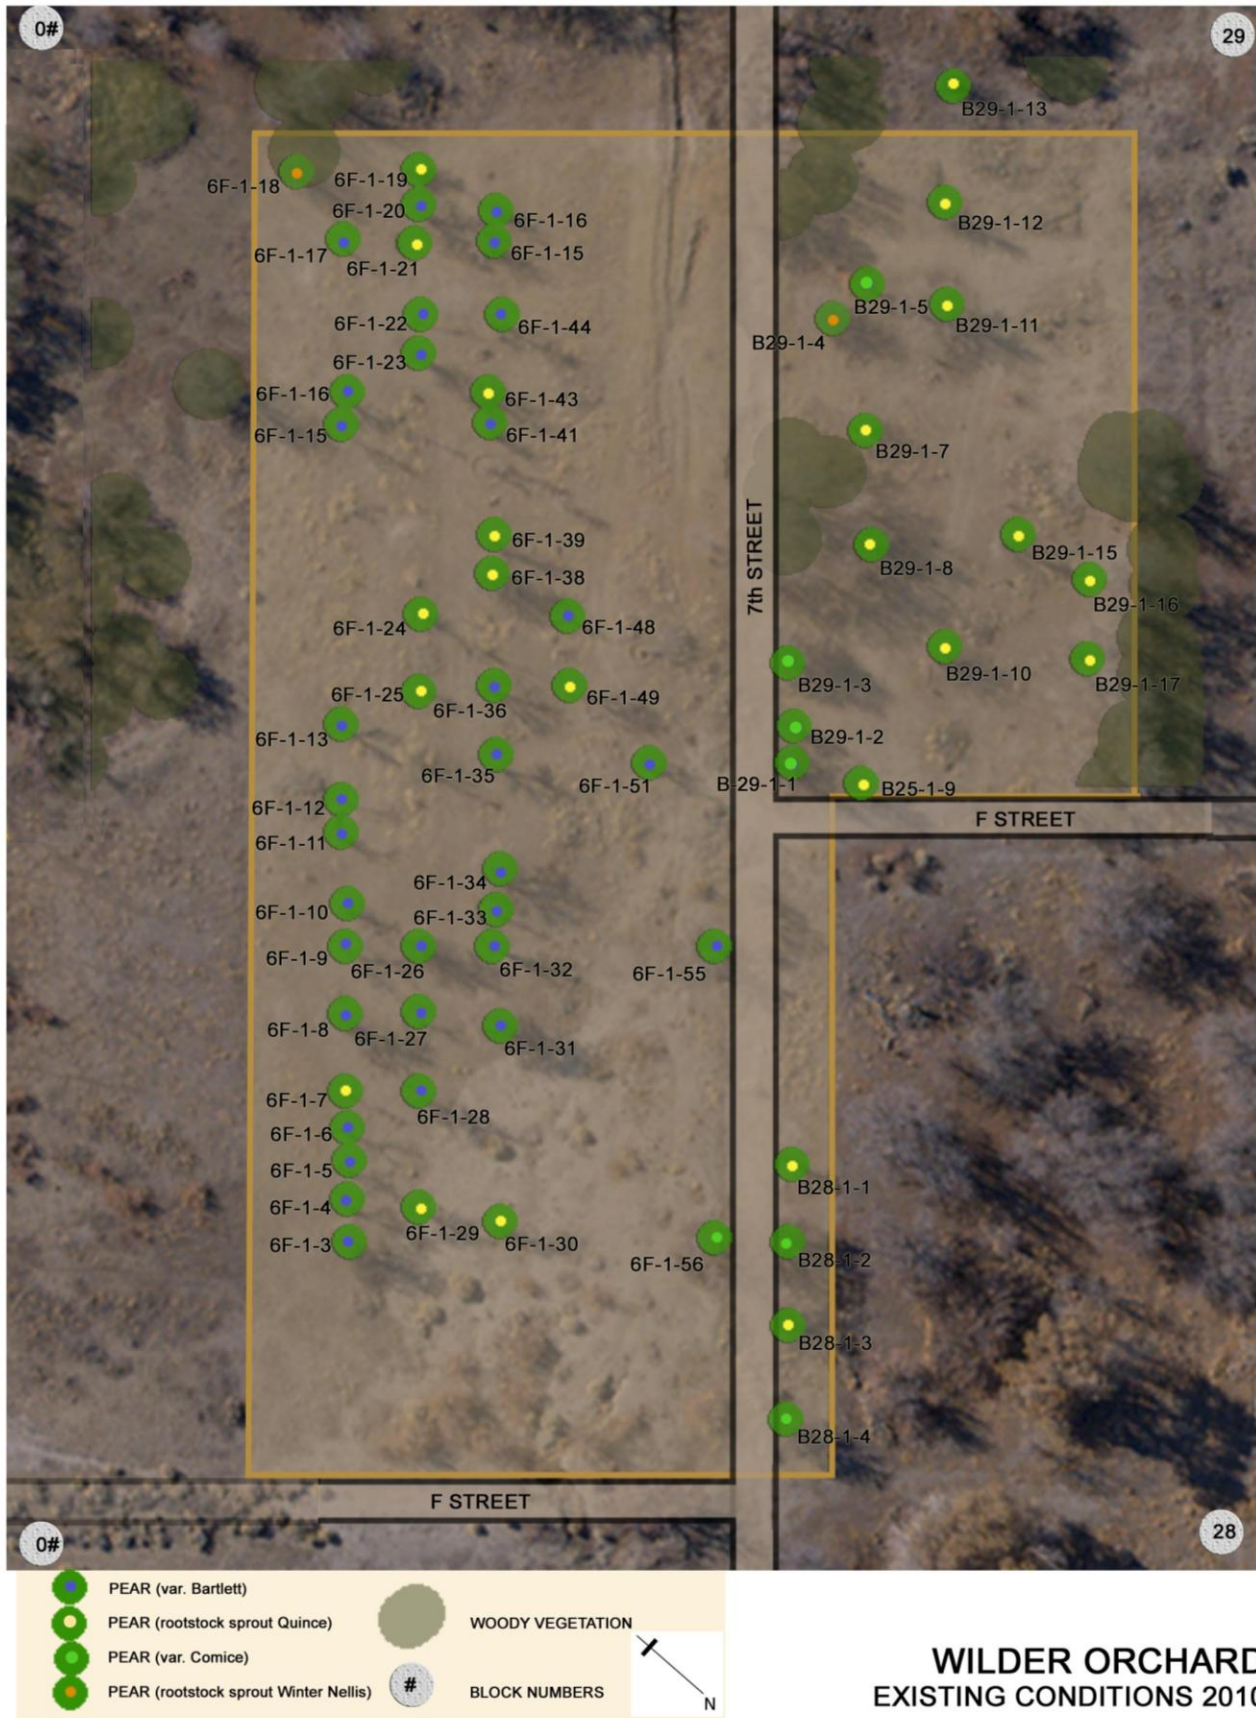 0#
29
B29-1-13
6F-1-18
6F-1-19
6F-1-20
6F-1-16
B29-1-12
6F-1-17
6F-1-21
6F-1-15
6F-1-22
6F-1-44
B29-1-5
B29-1-11
B29-1-4
6F-1-23
6F-1-16
6F-1-43
6F-1-15
6F-1-41
B29-1-7
6F-1-39
B29-1-15
6F-1-38
B29-1-8
7th STREET
B29-1-16
6F-1-24
6F-1-48
B29-1-10
B29-1-3
B29-1-17
6F-1-25
6F-1-36
6F-1-49
6F-1-13
B29-1-2
6F-1-35
6F-1-51
B-29-1-1
B25-1-9
6F-1-12
F STREET
6F-1-11
6F-1-34
6F-1-10
6F-1-33
6F-1-9
6F-1-26
6F-1-32
6F-1-55
6F-1-8
6F-1-27
6F-1-31
6F-1-7
6F-1-28
6F-1-6
6F-1-5
B28-1-1
6F-1-4
6F-1-29
6F-1-3
6F-1-30
6F-1-56
B28-1-2
B28-1-3
B28-1-4
F STREET
0#
28
PEAR (var. Bartlett)
PEAR (rootstock sprout Quince)
WOODY VEGETATION
PEAR (var. Comice)
PEAR (rootstock sprout Winter Nellis)
#
BLOCK NUMBERS
N
WILDER ORCHARD
EXISTING CONDITIONS 2010